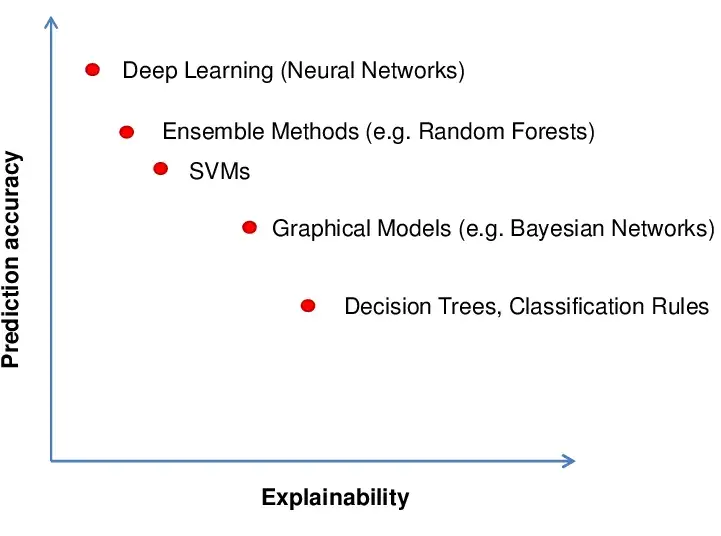 Deep Learning (Neural Networks)
Ensemble Methods (e.g. Random Forests)
SVMs
Graphical Models (e.g. Bayesian Networks)
Decision Trees, Classification Rules
Prediction accuracy
Explainability